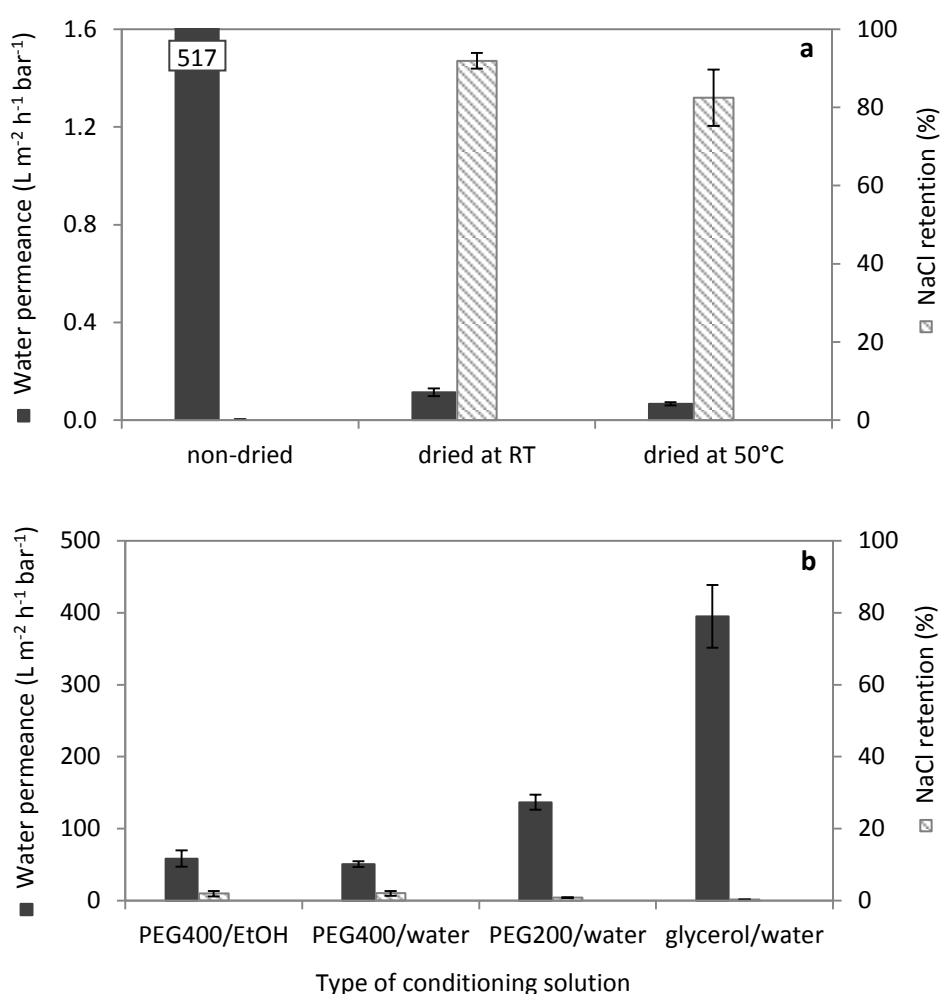 a
517
■ Water permeance (L m⁻² h⁻¹ bar⁻¹)
1.6
1.2
0.8
0.4
0.0
100
80
60
40
20
0
NaCl retention (%)
non-dried dried at RT dried at 50°C
b
■ Water permeance (L m⁻² h⁻¹ bar⁻¹)
500
400
300
200
100
0
100
80
60
40
20
0
NaCl retention (%)
PEG400/EtOH PEG400/water PEG200/water glycerol/water
Type of conditioning solution